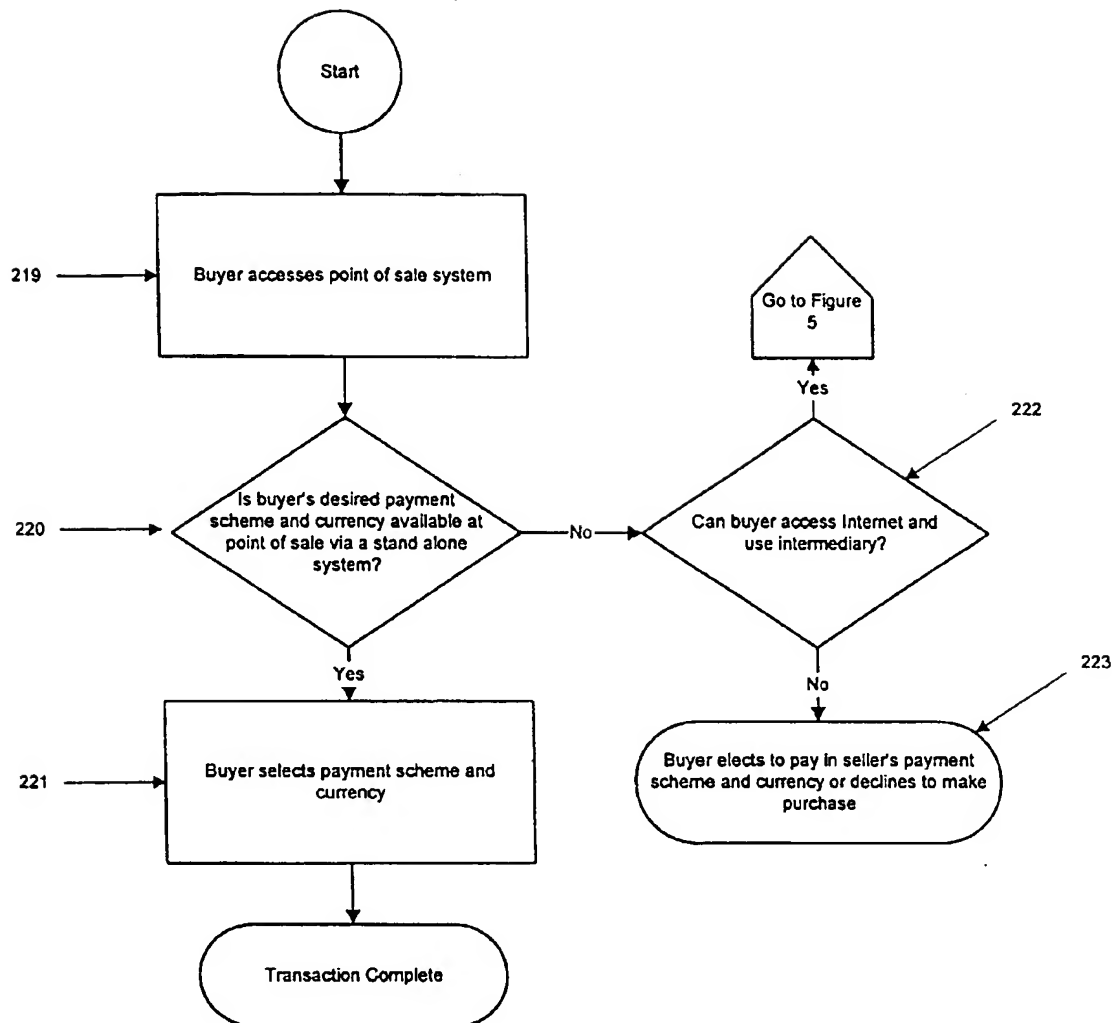 Start
219
Buyer accesses point of sale system
Go to Figure
5
Yes
222
220
Is buyer's desired payment
scheme and currency available at
point of sale via a stand alone
system?
No
Can buyer access Internet and
use intermediary?
Yes
No
223
221
Buyer selects payment scheme and
currency
Buyer elects to pay in seller's payment
scheme and currency or declines to make
purchase
Transaction Complete